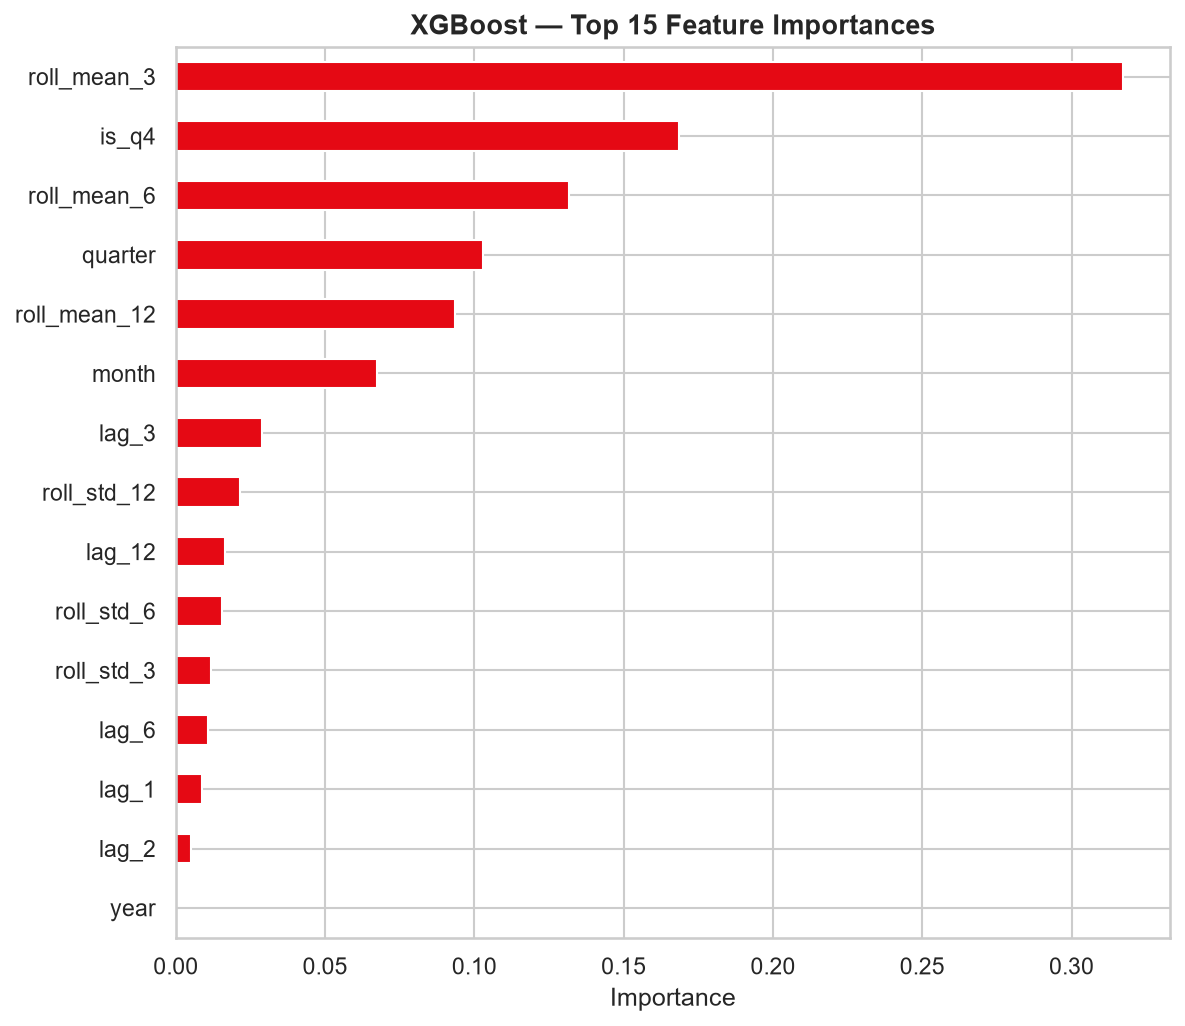 XGBoost — Top 15 Feature Importances
roll_mean_3
is_q4
roll_mean_6
quarter
roll_mean_12
month
lag_3
roll_std_12
lag_12
roll_std_6
roll_std_3
lag_6
lag_1
lag_2
year
0.00 0.05 0.10 0.15 0.20 0.25 0.30
Importance